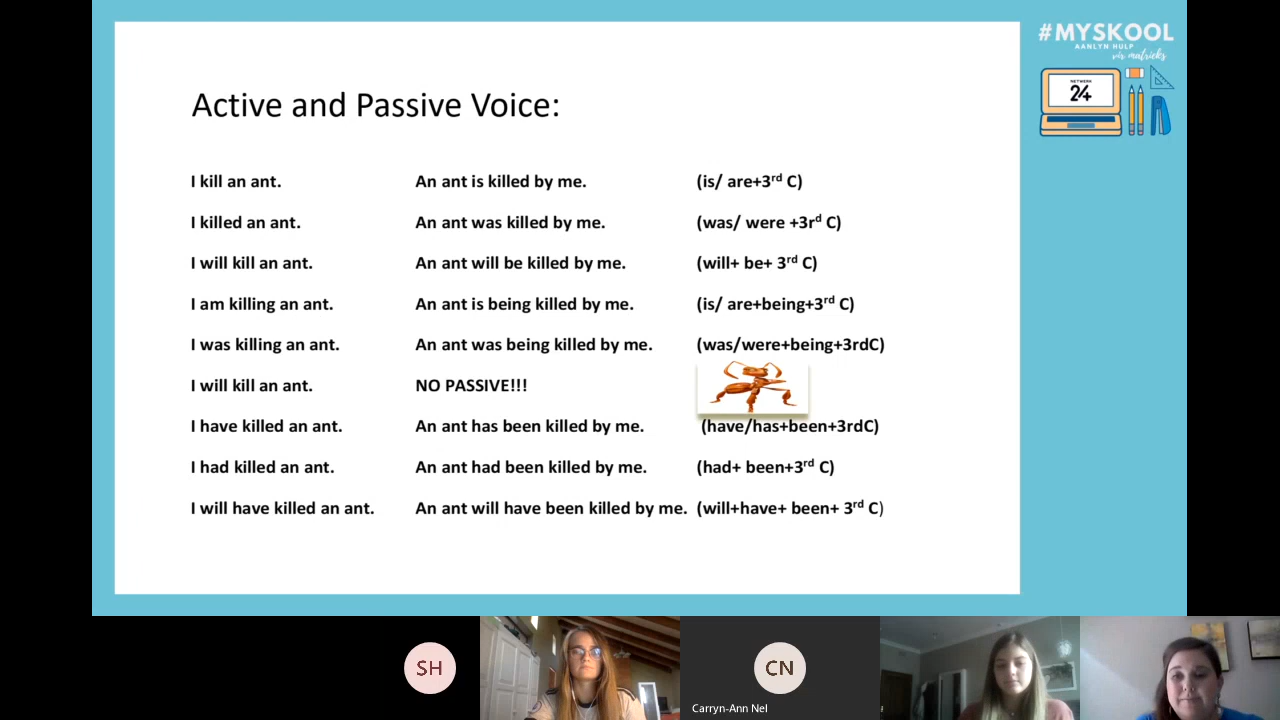 #MYSKOOL
AANLYN HULP
vir matrieks
NETWERK
24
Active and Passive Voice:
I kill an ant. An ant is killed by me. (is/ are+3rd C)
I killed an ant. An ant was killed by me. (was/ were +3rd C)
I will kill an ant. An ant will be killed by me. (will+ be+ 3rd C)
I am killing an ant. An ant is being killed by me. (is/ are+being+3rd C)
I was killing an ant. An ant was being killed by me. (was/were+being+3rdC)
I will kill an ant. NO PASSIVE!!!
I have killed an ant. An ant has been killed by me. (have/has+been+3rdC)
I had killed an ant. An ant had been killed by me. (had+ been+3rd C)
I will have killed an ant. An ant will have been killed by me. (will+have+ been+ 3rd C)
SH
CN
Carryn-Ann Nel